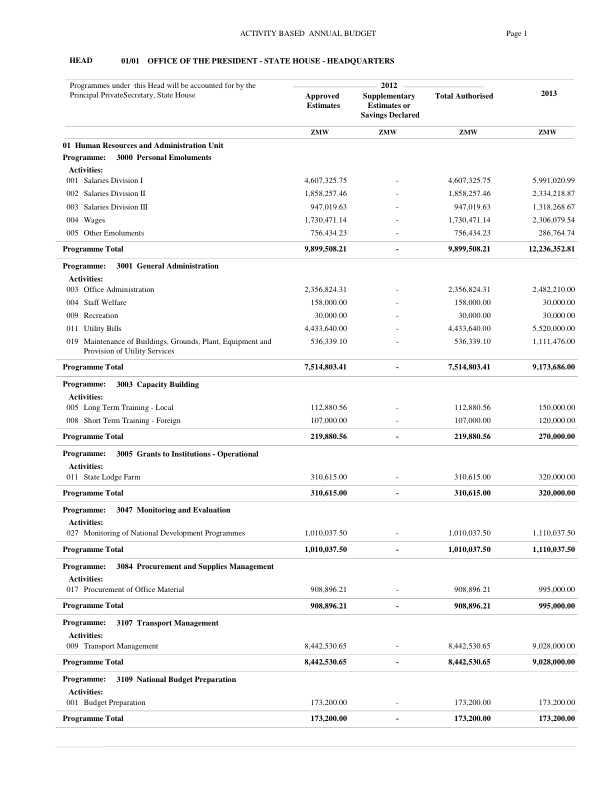 ACTIVITY BASED ANNUAL BUDGET Page 1
HEAD 01/01 OFFICE OF THE PRESIDENT - STATE HOUSE - HEADQUARTERS
Programmes under this Head will be accounted for by the
Principal PrivateSecretary, State House
2012
Approved Estimates Supplementary Estimates or Savings Declared Total Authorised 2013
ZMW ZMW ZMW
01 Human Resources and Administration Unit
Programme: 3000 Personal Emoluments
Activities:
001 Salaries Division I 4,607,325.75 - 4,607,325.75 5,991,020.99
002 Salaries Division II 1,858,257.46 - 1,858,257.46 2,334,218.87
003 Salaries Division III 947,019.63 - 947,019.63 1,318,268.67
004 Wages 1,730,471.14 - 1,730,471.14 2,306,079.54
005 Other Emoluments 756,434.23 - 756,434.23 286,764.74
Programme Total 9,899,508.21 - 9,899,508.21 12,236,352.81
Programme: 3001 General Administration
Activities:
003 Office Administration 2,356,824.31 - 2,356,824.31 2,482,210.00
004 Staff Welfare 158,000.00 - 158,000.00 30,000.00
009 Recreation 30,000.00 - 30,000.00 30,000.00
011 Utility Bills 4,433,640.00 - 4,433,640.00 5,520,000.00
019 Maintenance of Buildings, Grounds, Plant, Equipment and 536,339.10 - 536,339.10 1,111,476.00
Provision of Utility Services
Programme Total 7,514,803.41 - 7,514,803.41 9,173,686.00
Programme: 3003 Capacity Building
Activities:
005 Long Term Training - Local 112,880.56 - 112,880.56 150,000.00
008 Short Term Training - Foreign 107,000.00 - 107,000.00 120,000.00
Programme Total 219,880.56 - 219,880.56 270,000.00
Programme: 3005 Grants to Institutions - Operational
Activities:
011 State Lodge Farm 310,615.00 - 310,615.00 320,000.00
Programme Total 310,615.00 - 310,615.00 320,000.00
Programme: 3047 Monitoring and Evaluation
Activities:
027 Monitoring of National Development Programmes 1,010,037.50 - 1,010,037.50 1,110,037.50
Programme Total 1,010,037.50 - 1,010,037.50 1,110,037.50
Programme: 3084 Procurement and Supplies Management
Activities:
017 Procurement of Office Material 908,896.21 - 908,896.21 995,000.00
Programme Total 908,896.21 - 908,896.21 995,000.00
Programme: 3107 Transport Management
Activities:
009 Transport Management 8,442,530.65 - 8,442,530.65 9,028,000.00
Programme Total 8,442,530.65 - 8,442,530.65 9,028,000.00
Programme: 3109 National Budget Preparation
Activities:
001 Budget Preparation 173,200.00 - 173,200.00 173,200.00
Programme Total 173,200.00 - 173,200.00 173,200.00